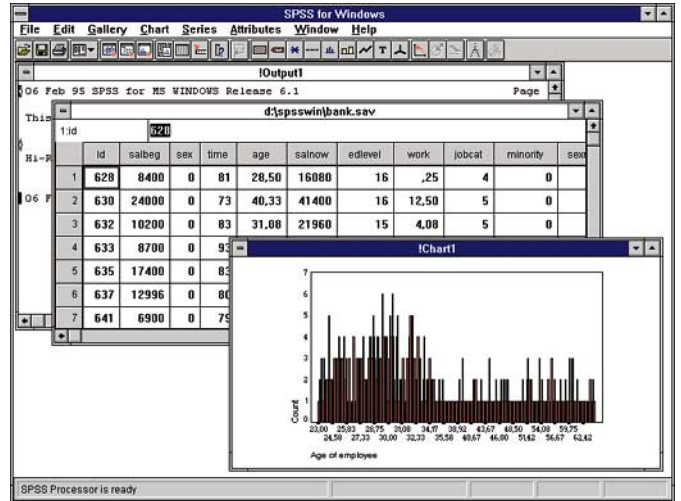 SPSS for Windows
File Edit Gallery Chart Series Attributes Window Help
!Output1
06 Feb 95 SPSS for MS WINDOWS Release 6.1 Page
This
Hi-R
06 F
d:\spsswin\bank.sav
1:id 628
id salbeg sex time age salnow edlevel work jobcat minority
1 628 8400 0 81 28,50 16080 16 ,25 4 0
2 630 24000 0 73 40,33 41400 16 12,50 5 0
3 632 10200 0 83 31,08 21960 15 4,08 5 0
4 633 8700 0 93
5 635 17400 0 83
6 637 12996 0 80
7 641 6900 0 79
!Chart1
7
6
5
4
3
2
1
0
Count
23,00 25,83 28,75 31,08 34,17 38,92 43,67 48,50 54,08 59,75
24,58 27,33 30,00 32,33 35,58 40,67 46,00 51,62 56,67 62,42
Age of employee
SPSS Processor is ready